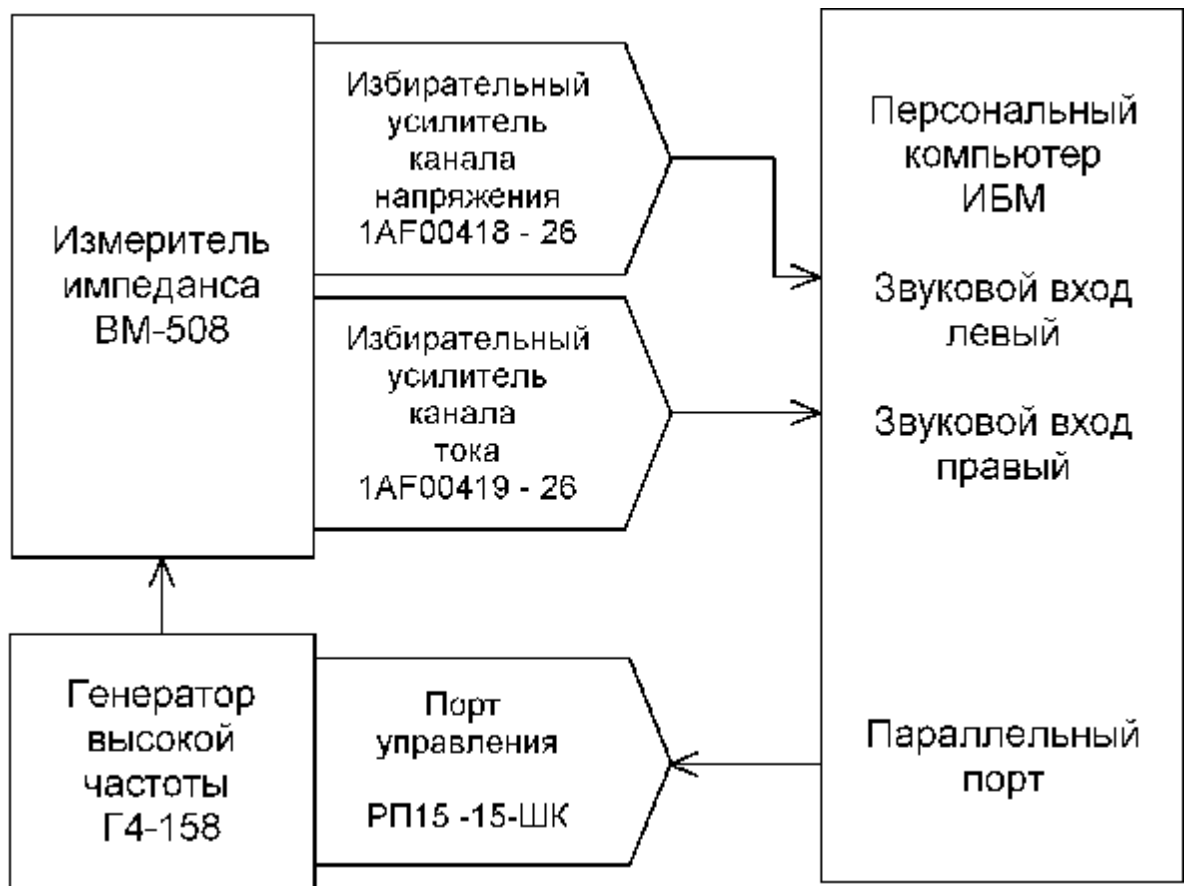 Измеритель
импеданса
ВМ-508
Избирательный
усилитель
канала
напряжения
1AF00418 - 26
Избирательный
усилитель
канала
тока
1AF00419 - 26
Персональный
компьютер
ИБМ
Звуковой вход
левый
Звуковой вход
правый
Параллельный
порт
Генератор
высокой
частоты
Г4-158
Порт
управления
РП15 -15-ШК